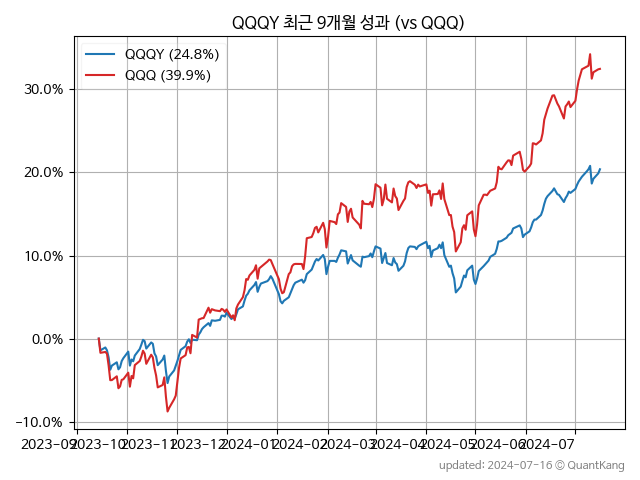 QQQY 최근 9개월 성과 (vs QQQ)
QQQY (24.8%)
QQQ (39.9%)
30.0%
20.0%
10.0%
0.0%
−10.0%
2023-09 2023-10 2023-11 2023-12 2024-01 2024-02 2024-03 2024-04 2024-05 2024-06 2024-07
updated: 2024-07-16 © QuantKang